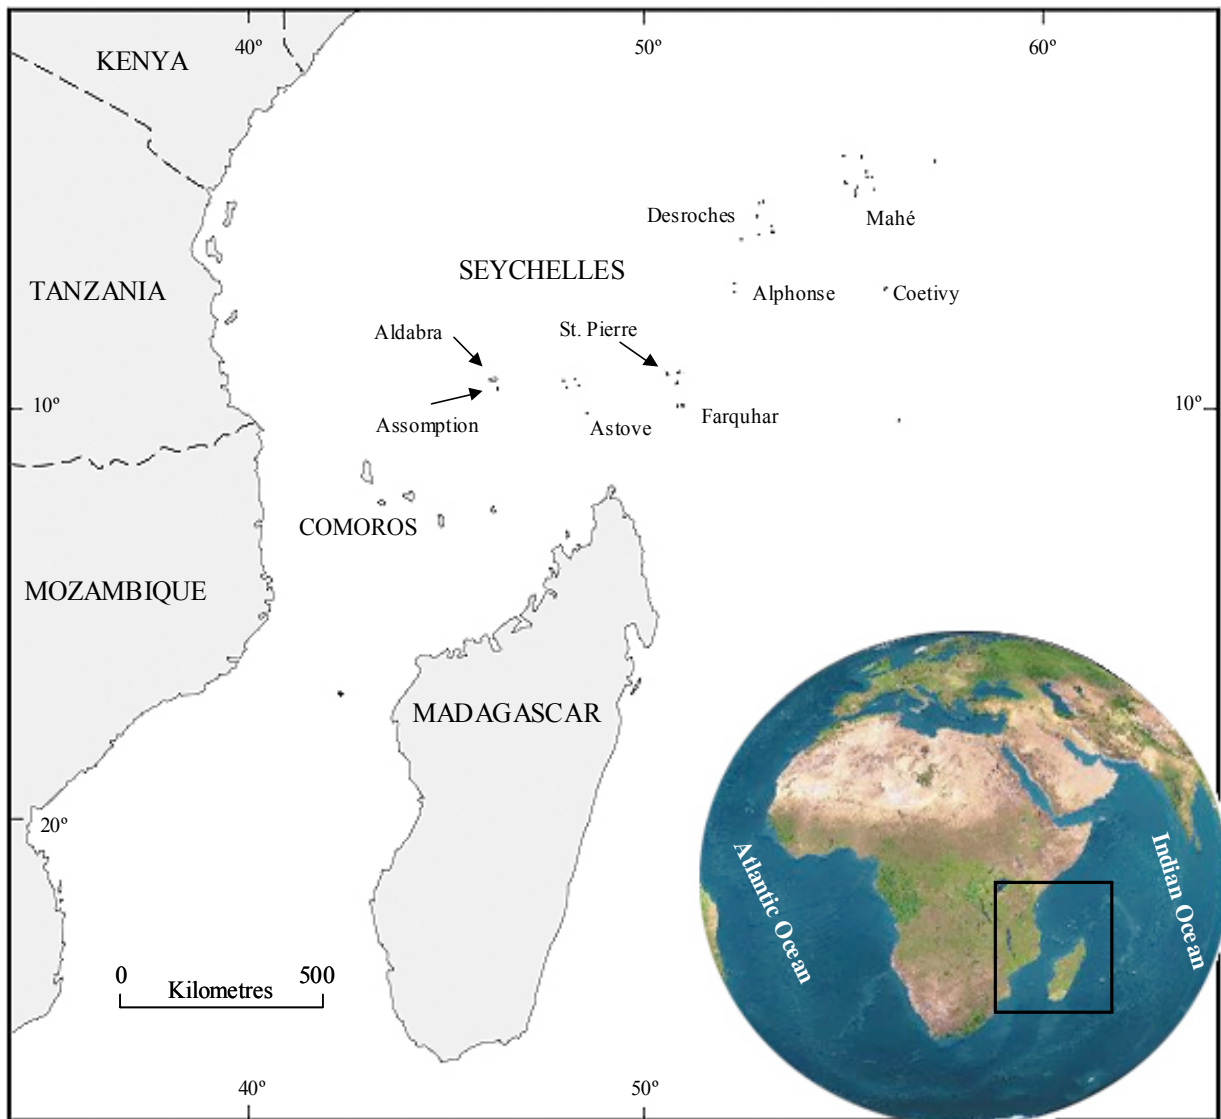 40º
50º
60º
KENYA
Desroches
Mahé
SEYCHELLES
TANZANIA
Alphonse
Coetivy
Aldabra
St. Pierre
10º
10º
Assomption
Astove
Farquhar
COMOROS
MOZAMBIQUE
MADAGASCAR
20º
Atlantic Ocean
Indian Ocean
0
500
Kilometres
40º
50º